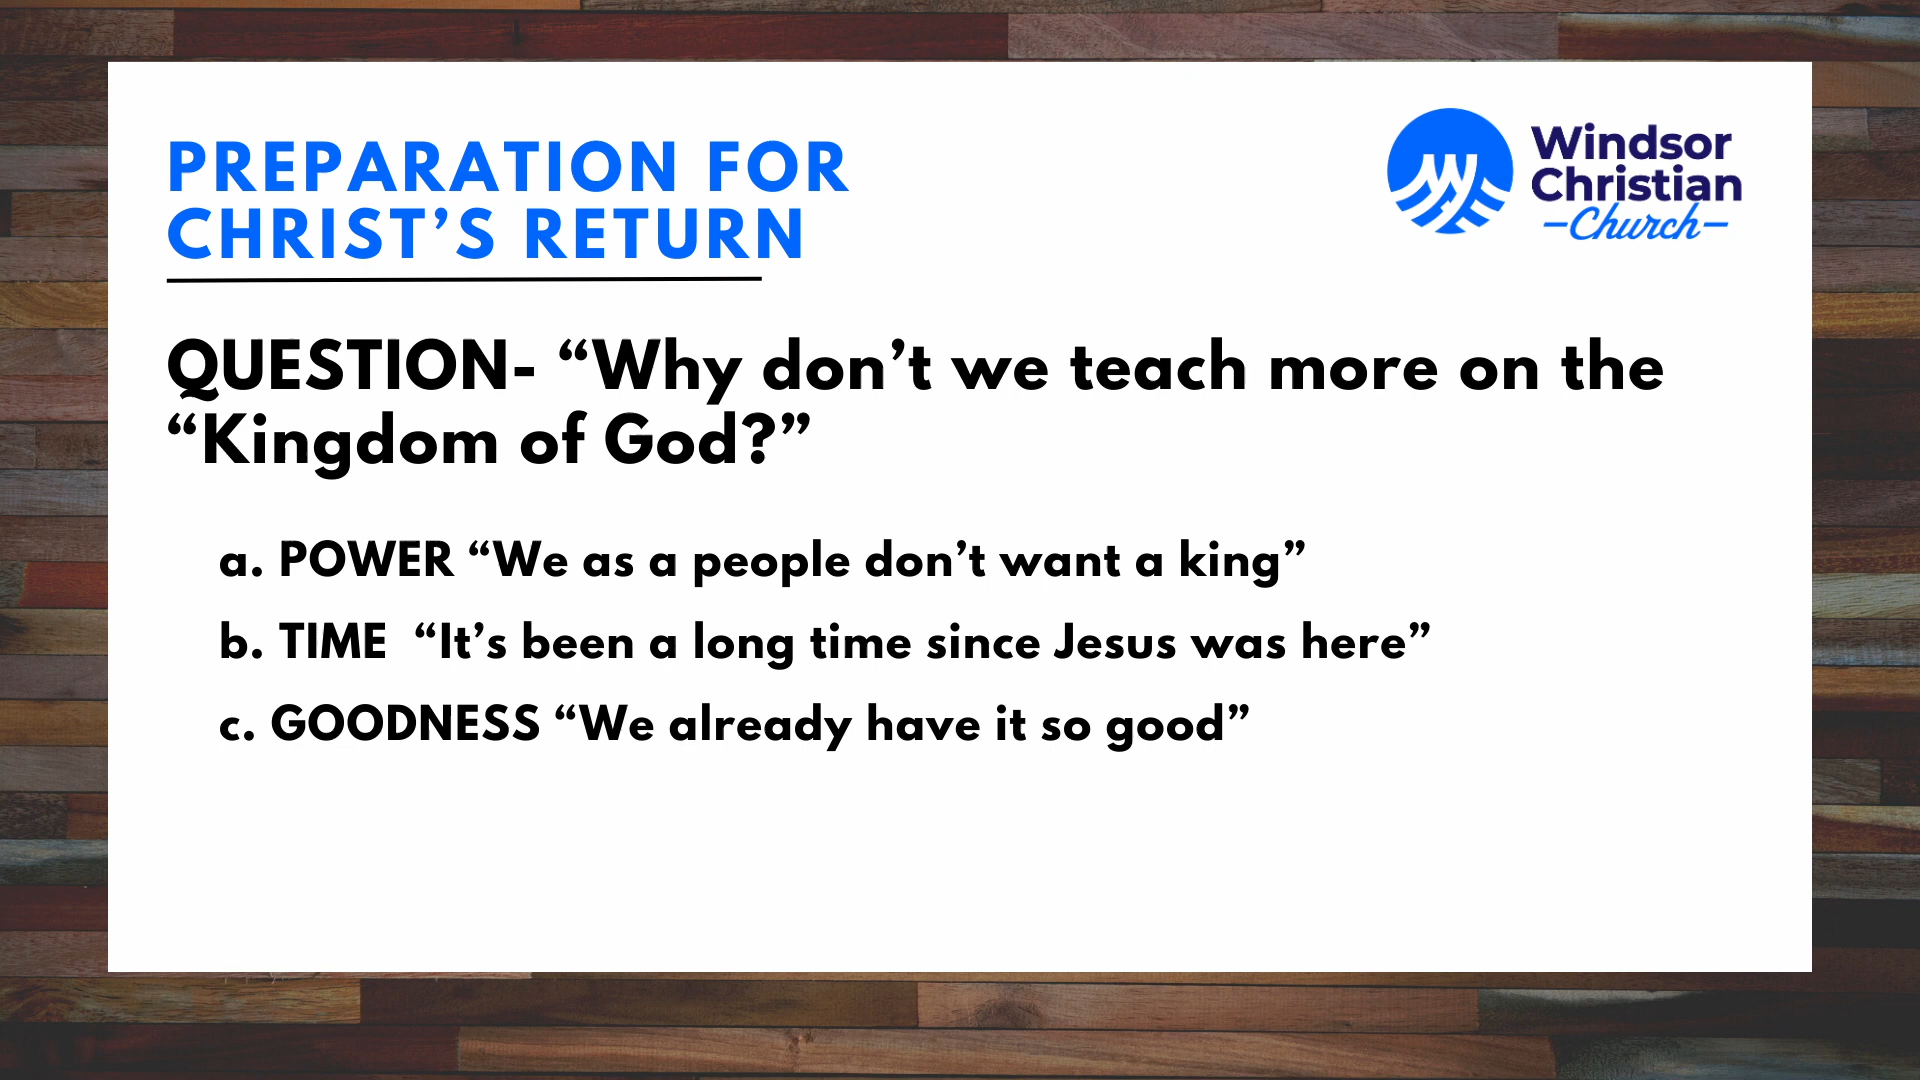 PREPARATION FOR
CHRIST’S RETURN
Windsor
Christian
–Church–
QUESTION- “Why don’t we teach more on the
“Kingdom of God?”
a. POWER “We as a people don’t want a king”
b. TIME  “It’s been a long time since Jesus was here”
c. GOODNESS “We already have it so good”